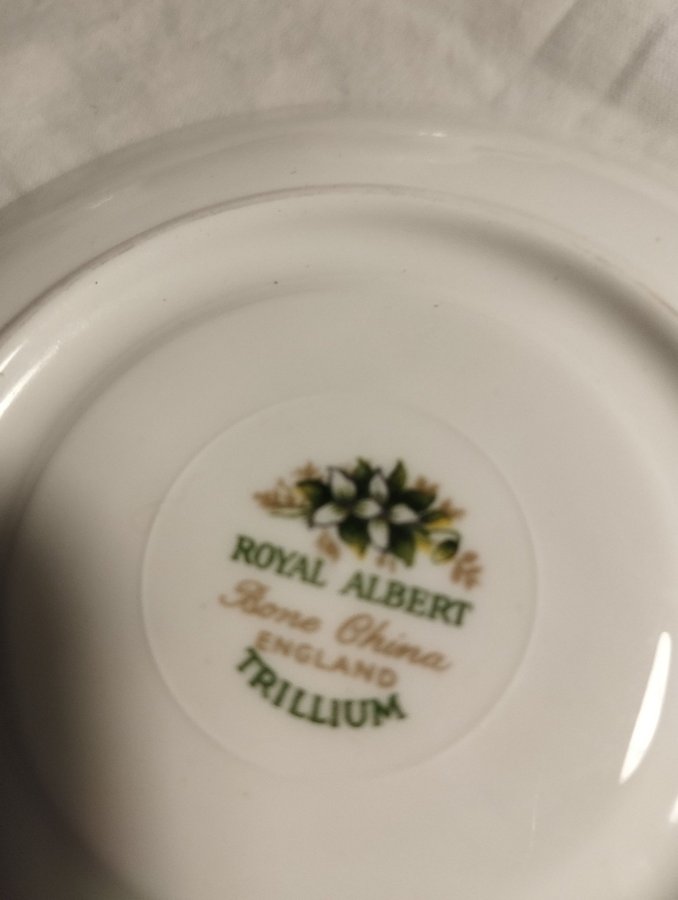 ROYAL ALBERT
Bone China
ENGLAND
TRILLIUM